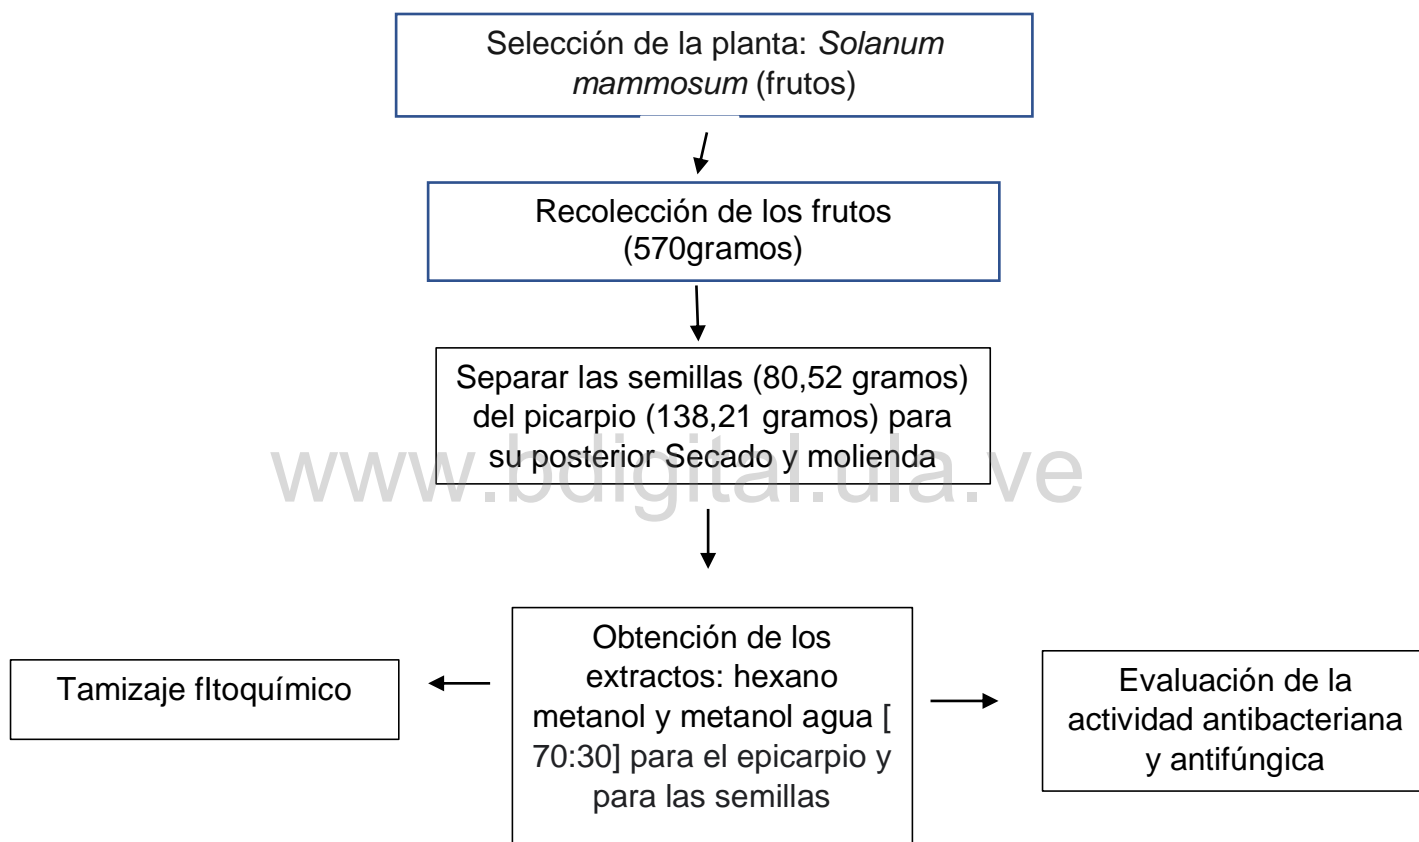 Selección de la planta: Solanum
mammosum (frutos)
Recolección de los frutos
(570gramos)
Separar las semillas (80,52 gramos)
del picarpio (138,21 gramos) para
su posterior Secado y molienda
www.bdigital.ula.ve
Tamizaje fItoquímico
Obtención de los
extractos: hexano
metanol y metanol agua [
70:30] para el epicarpio y
para las semillas
Evaluación de la
actividad antibacteriana
y antifúngica